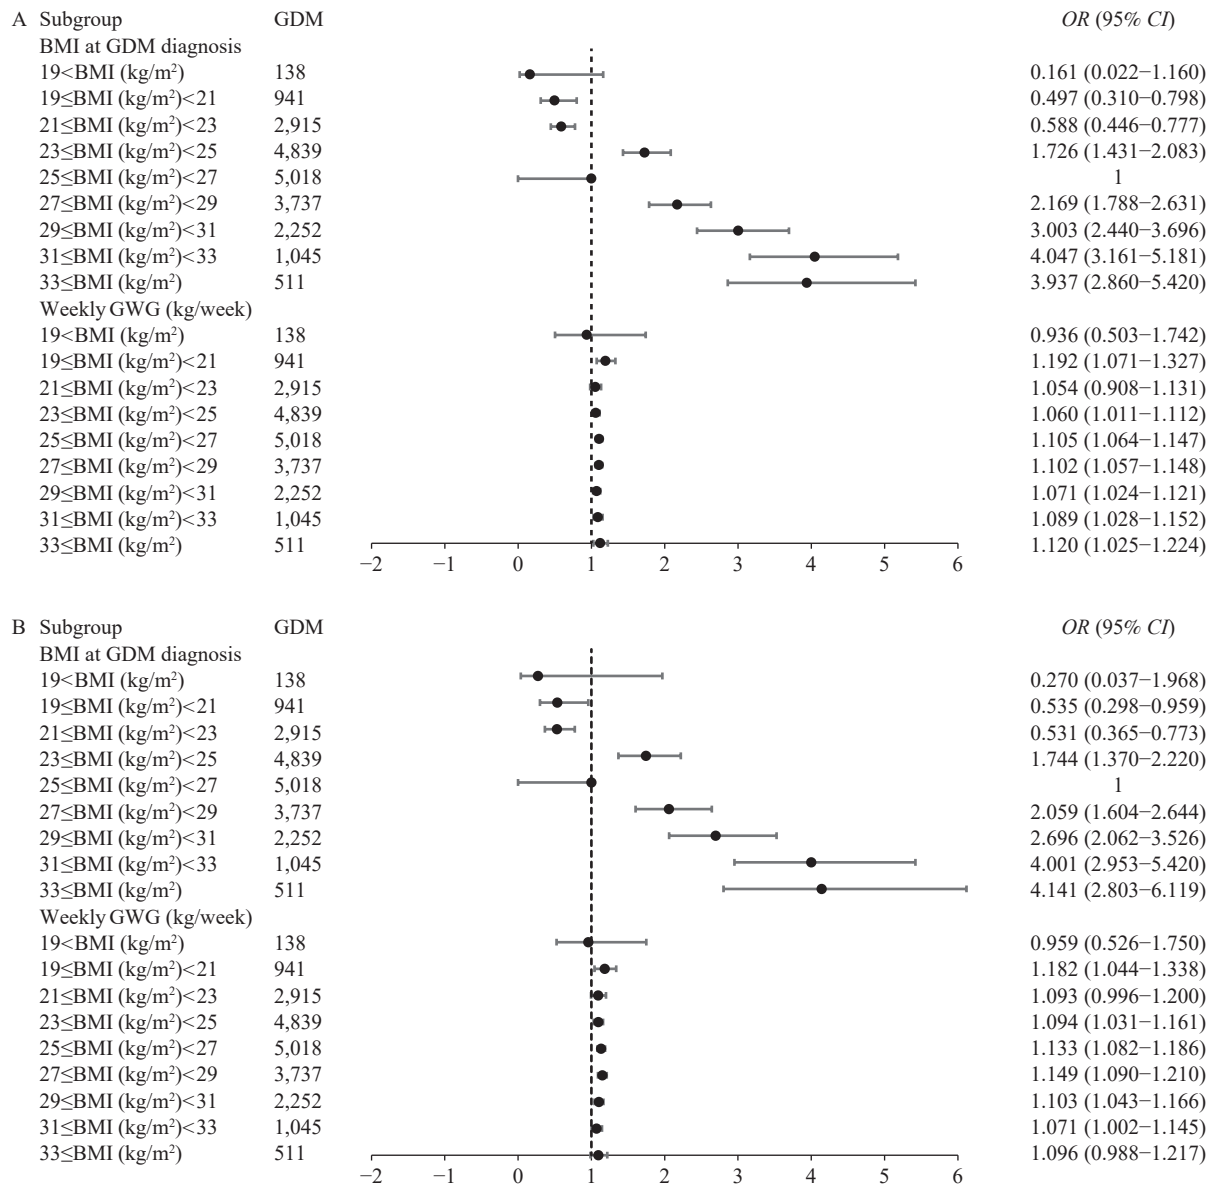 A Subgroup GDM OR (95% CI)
BMI at GDM diagnosis
19<BMI (kg/m²) 138 0.161 (0.022−1.160)
19≤BMI (kg/m²)<21 941 0.497 (0.310−0.798)
21≤BMI (kg/m²)<23 2,915 0.588 (0.446−0.777)
23≤BMI (kg/m²)<25 4,839 1.726 (1.431−2.083)
25≤BMI (kg/m²)<27 5,018 1
27≤BMI (kg/m²)<29 3,737 2.169 (1.788−2.631)
29≤BMI (kg/m²)<31 2,252 3.003 (2.440−3.696)
31≤BMI (kg/m²)<33 1,045 4.047 (3.161−5.181)
33≤BMI (kg/m²) 511 3.937 (2.860−5.420)
Weekly GWG (kg/week)
19<BMI (kg/m²) 138 0.936 (0.503−1.742)
19≤BMI (kg/m²)<21 941 1.192 (1.071−1.327)
21≤BMI (kg/m²)<23 2,915 1.054 (0.908−1.131)
23≤BMI (kg/m²)<25 4,839 1.060 (1.011−1.112)
25≤BMI (kg/m²)<27 5,018 1.105 (1.064−1.147)
27≤BMI (kg/m²)<29 3,737 1.102 (1.057−1.148)
29≤BMI (kg/m²)<31 2,252 1.071 (1.024−1.121)
31≤BMI (kg/m²)<33 1,045 1.089 (1.028−1.152)
33≤BMI (kg/m²) 511 1.120 (1.025−1.224)
−2 −1 0 1 2 3 4 5 6
B Subgroup GDM OR (95% CI)
BMI at GDM diagnosis
19<BMI (kg/m²) 138 0.270 (0.037−1.968)
19≤BMI (kg/m²)<21 941 0.535 (0.298−0.959)
21≤BMI (kg/m²)<23 2,915 0.531 (0.365−0.773)
23≤BMI (kg/m²)<25 4,839 1.744 (1.370−2.220)
25≤BMI (kg/m²)<27 5,018 1
27≤BMI (kg/m²)<29 3,737 2.059 (1.604−2.644)
29≤BMI (kg/m²)<31 2,252 2.696 (2.062−3.526)
31≤BMI (kg/m²)<33 1,045 4.001 (2.953−5.420)
33≤BMI (kg/m²) 511 4.141 (2.803−6.119)
Weekly GWG (kg/week)
19<BMI (kg/m²) 138 0.959 (0.526−1.750)
19≤BMI (kg/m²)<21 941 1.182 (1.044−1.338)
21≤BMI (kg/m²)<23 2,915 1.093 (0.996−1.200)
23≤BMI (kg/m²)<25 4,839 1.094 (1.031−1.161)
25≤BMI (kg/m²)<27 5,018 1.133 (1.082−1.186)
27≤BMI (kg/m²)<29 3,737 1.149 (1.090−1.210)
29≤BMI (kg/m²)<31 2,252 1.103 (1.043−1.166)
31≤BMI (kg/m²)<33 1,045 1.071 (1.002−1.145)
33≤BMI (kg/m²) 511 1.096 (0.988−1.217)
−2 −1 0 1 2 3 4 5 6